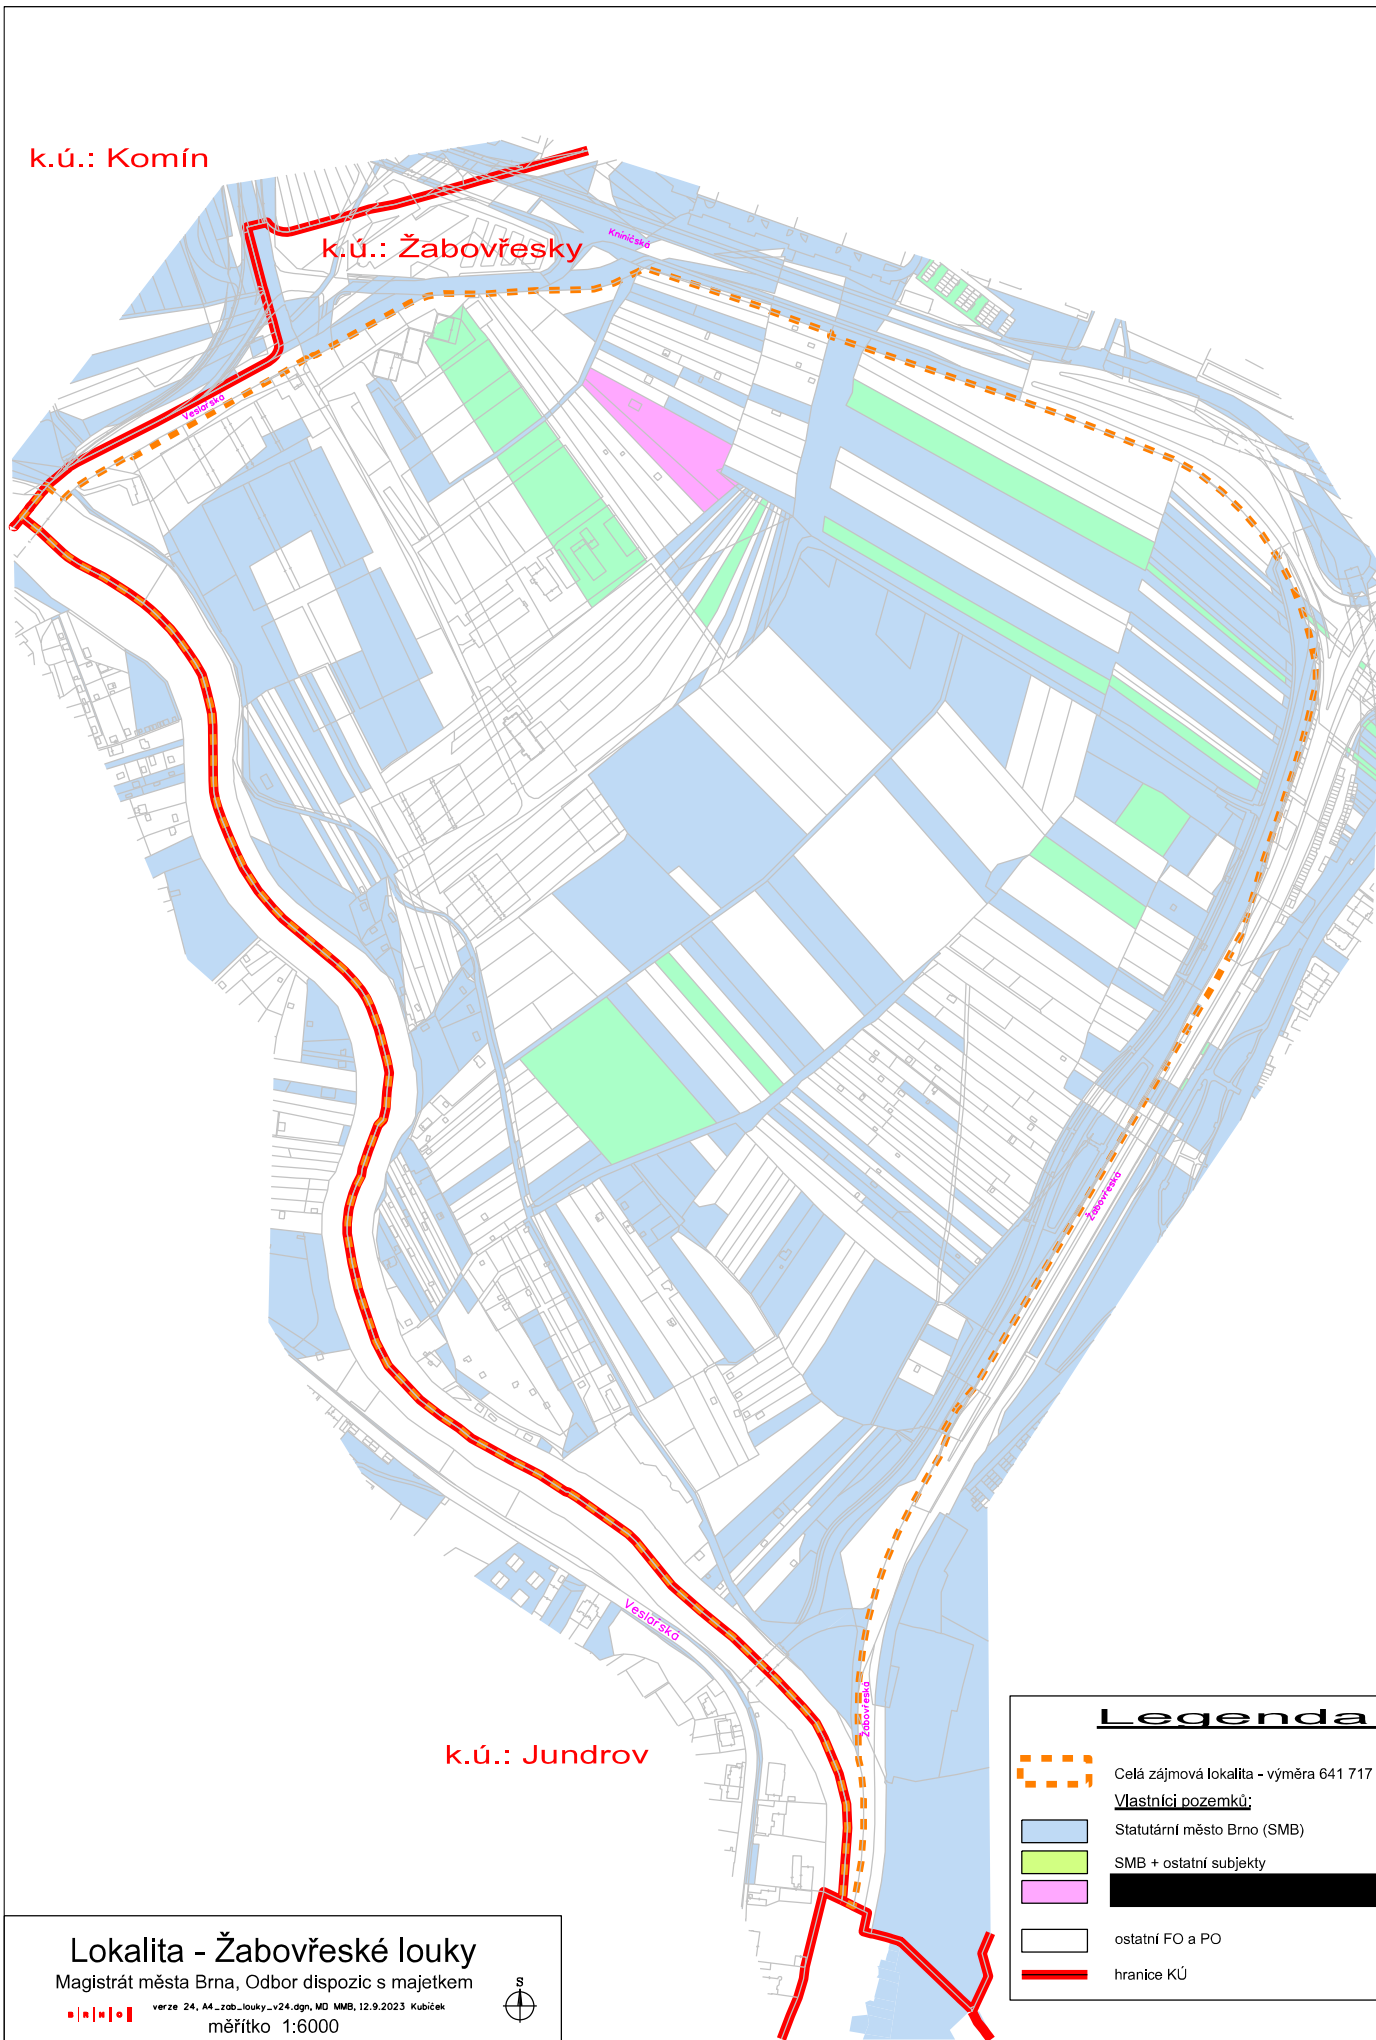 k.ú.: Komín
k.ú.: Žabovřesky
Kníničská
Veslařská
Žabovřeská
Veslařská
Žabovřeská
k.ú.: Jundrov
Legenda
Celá zájmová lokalita - výměra 641 717
Vlastníci pozemků:
Statutární město Brno (SMB)
SMB + ostatní subjekty
ostatní FO a PO
hranice KÚ
Lokalita - Žabovřeské louky
Magistrát města Brna, Odbor dispozic s majetkem
verze 24, A4_zab_louky_v24.dgn, MO MMB, 12.9.2023 Kubíček
měřítko 1:6000
S